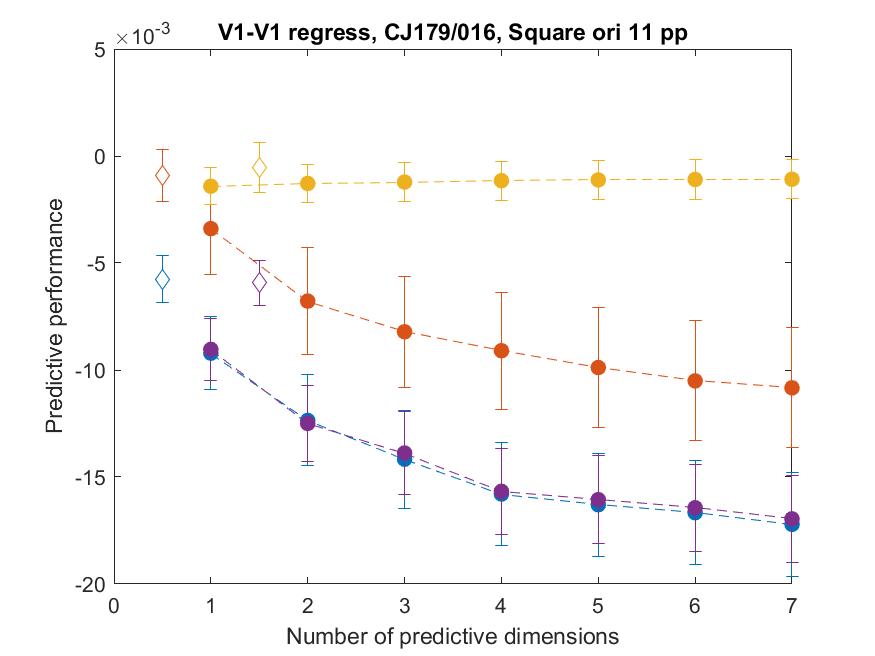 ×10-3
V1-V1 regress, CJ179/016, Square ori 11 pp
5
0
-5
-10
-15
-20
Predictive performance
0 1 2 3 4 5 6 7
Number of predictive dimensions